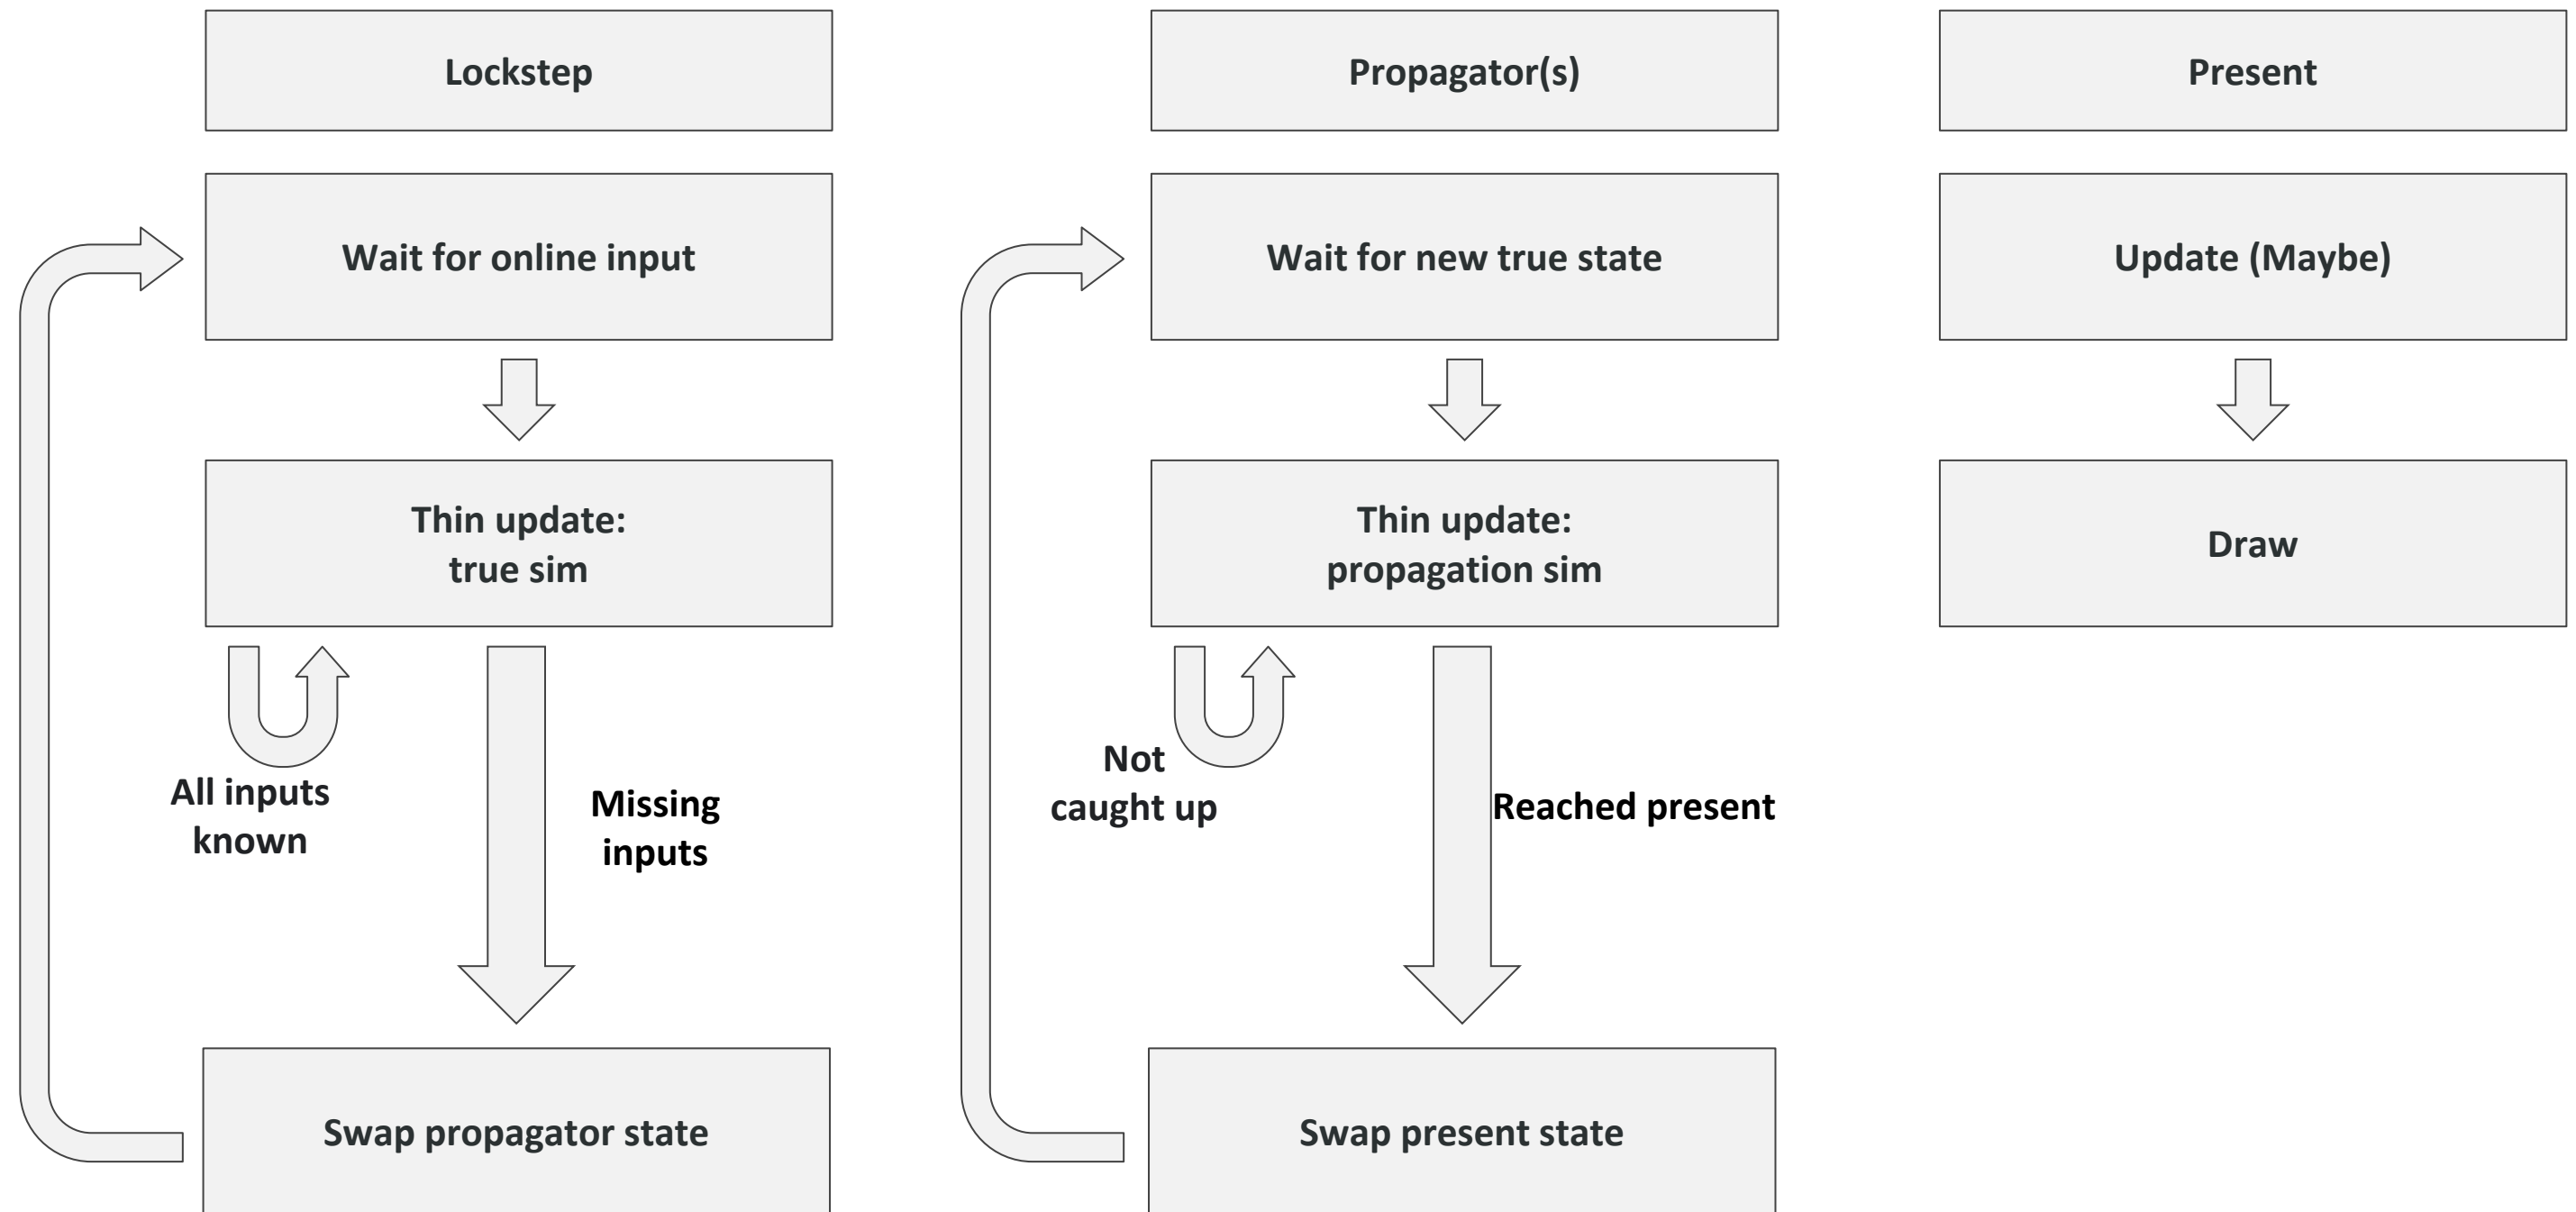 Lockstep
Wait for online input
Thin update:
true sim
All inputs
known
Missing
inputs
Swap propagator state
Propagator(s)
Wait for new true state
Thin update:
propagation sim
Not
caught up
Reached present
Swap present state
Present
Update (Maybe)
Draw